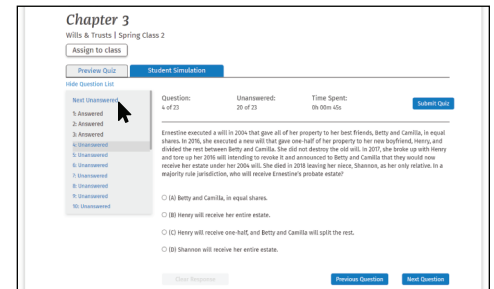 Chapter 3
Wills & Trusts | Spring Class 2
Assign to class
Preview Quiz
Student Simulation
Hide Question List
Next Unanswered
1: Answered
2: Answered
3: Answered
4: Unanswered
5: Unanswered
6: Unanswered
7: Unanswered
8: Unanswered
9: Unanswered
10: Unanswered
Question:
4 of 23
Unanswered:
20 of 23
Time Spent:
0h 00m 45s
Submit Quiz
Ernestine executed a will in 2004 that gave all of her property to her best friends, Betty and Camilla, in equal
shares. In 2016, she executed a new will that gave one-half of her property to her new boyfriend, Henry, and
divided the rest between Betty and Camilla. She did not destroy the old will. In 2017, she broke up with Henry
and tore up her 2016 will intending to revoke it and announced to Betty and Camilla that they would now
receive her estate under her 2004 will. She died in 2018 leaving her niece, Shannon, as her only relative. In a
majority rule jurisdiction, who will receive Ernestine's probate estate?
(A) Betty and Camilla, in equal shares.
(B) Henry will receive her entire estate.
(C) Henry will receive one-half, and Betty and Camilla will split the rest.
(D) Shannon will receive her entire estate.
Clear Response
Previous Question
Next Question